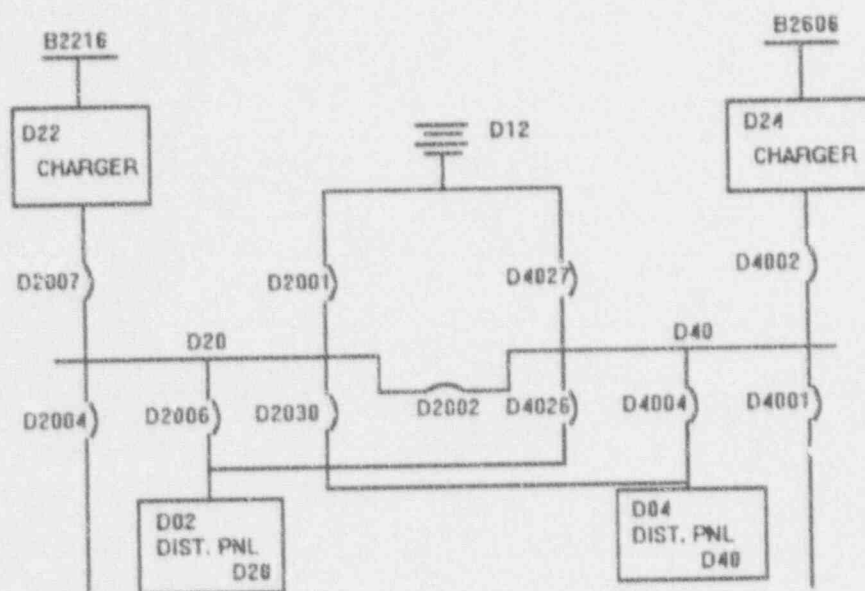 B2216
B2606
D22
CHARGER
D12
D24
CHARGER
D2007
D2001
D4027
D4002
D20
D40
D2004
D2006
D2030
D2002
D4026
D4004
D4001
D02
DIST. PNL
D20
D04
DIST. PNL
D40